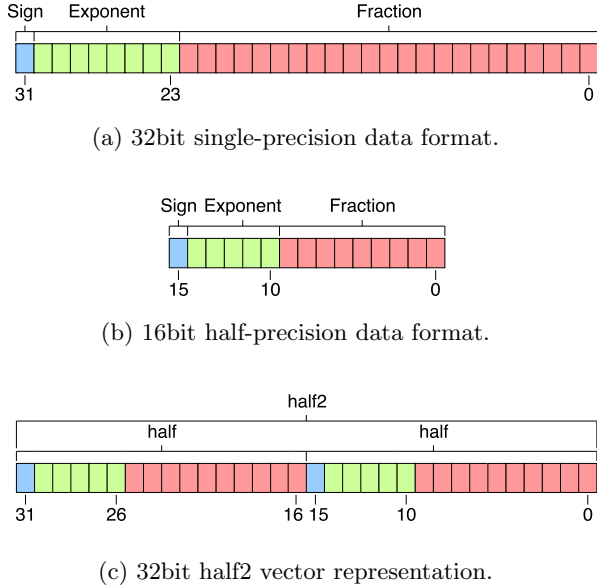 Sign Exponent Fraction
31 23 0
(a) 32bit single-precision data format.
Sign Exponent Fraction
15 10 0
(b) 16bit half-precision data format.
half2
half half
31 26 16 15 10 0
(c) 32bit half2 vector representation.